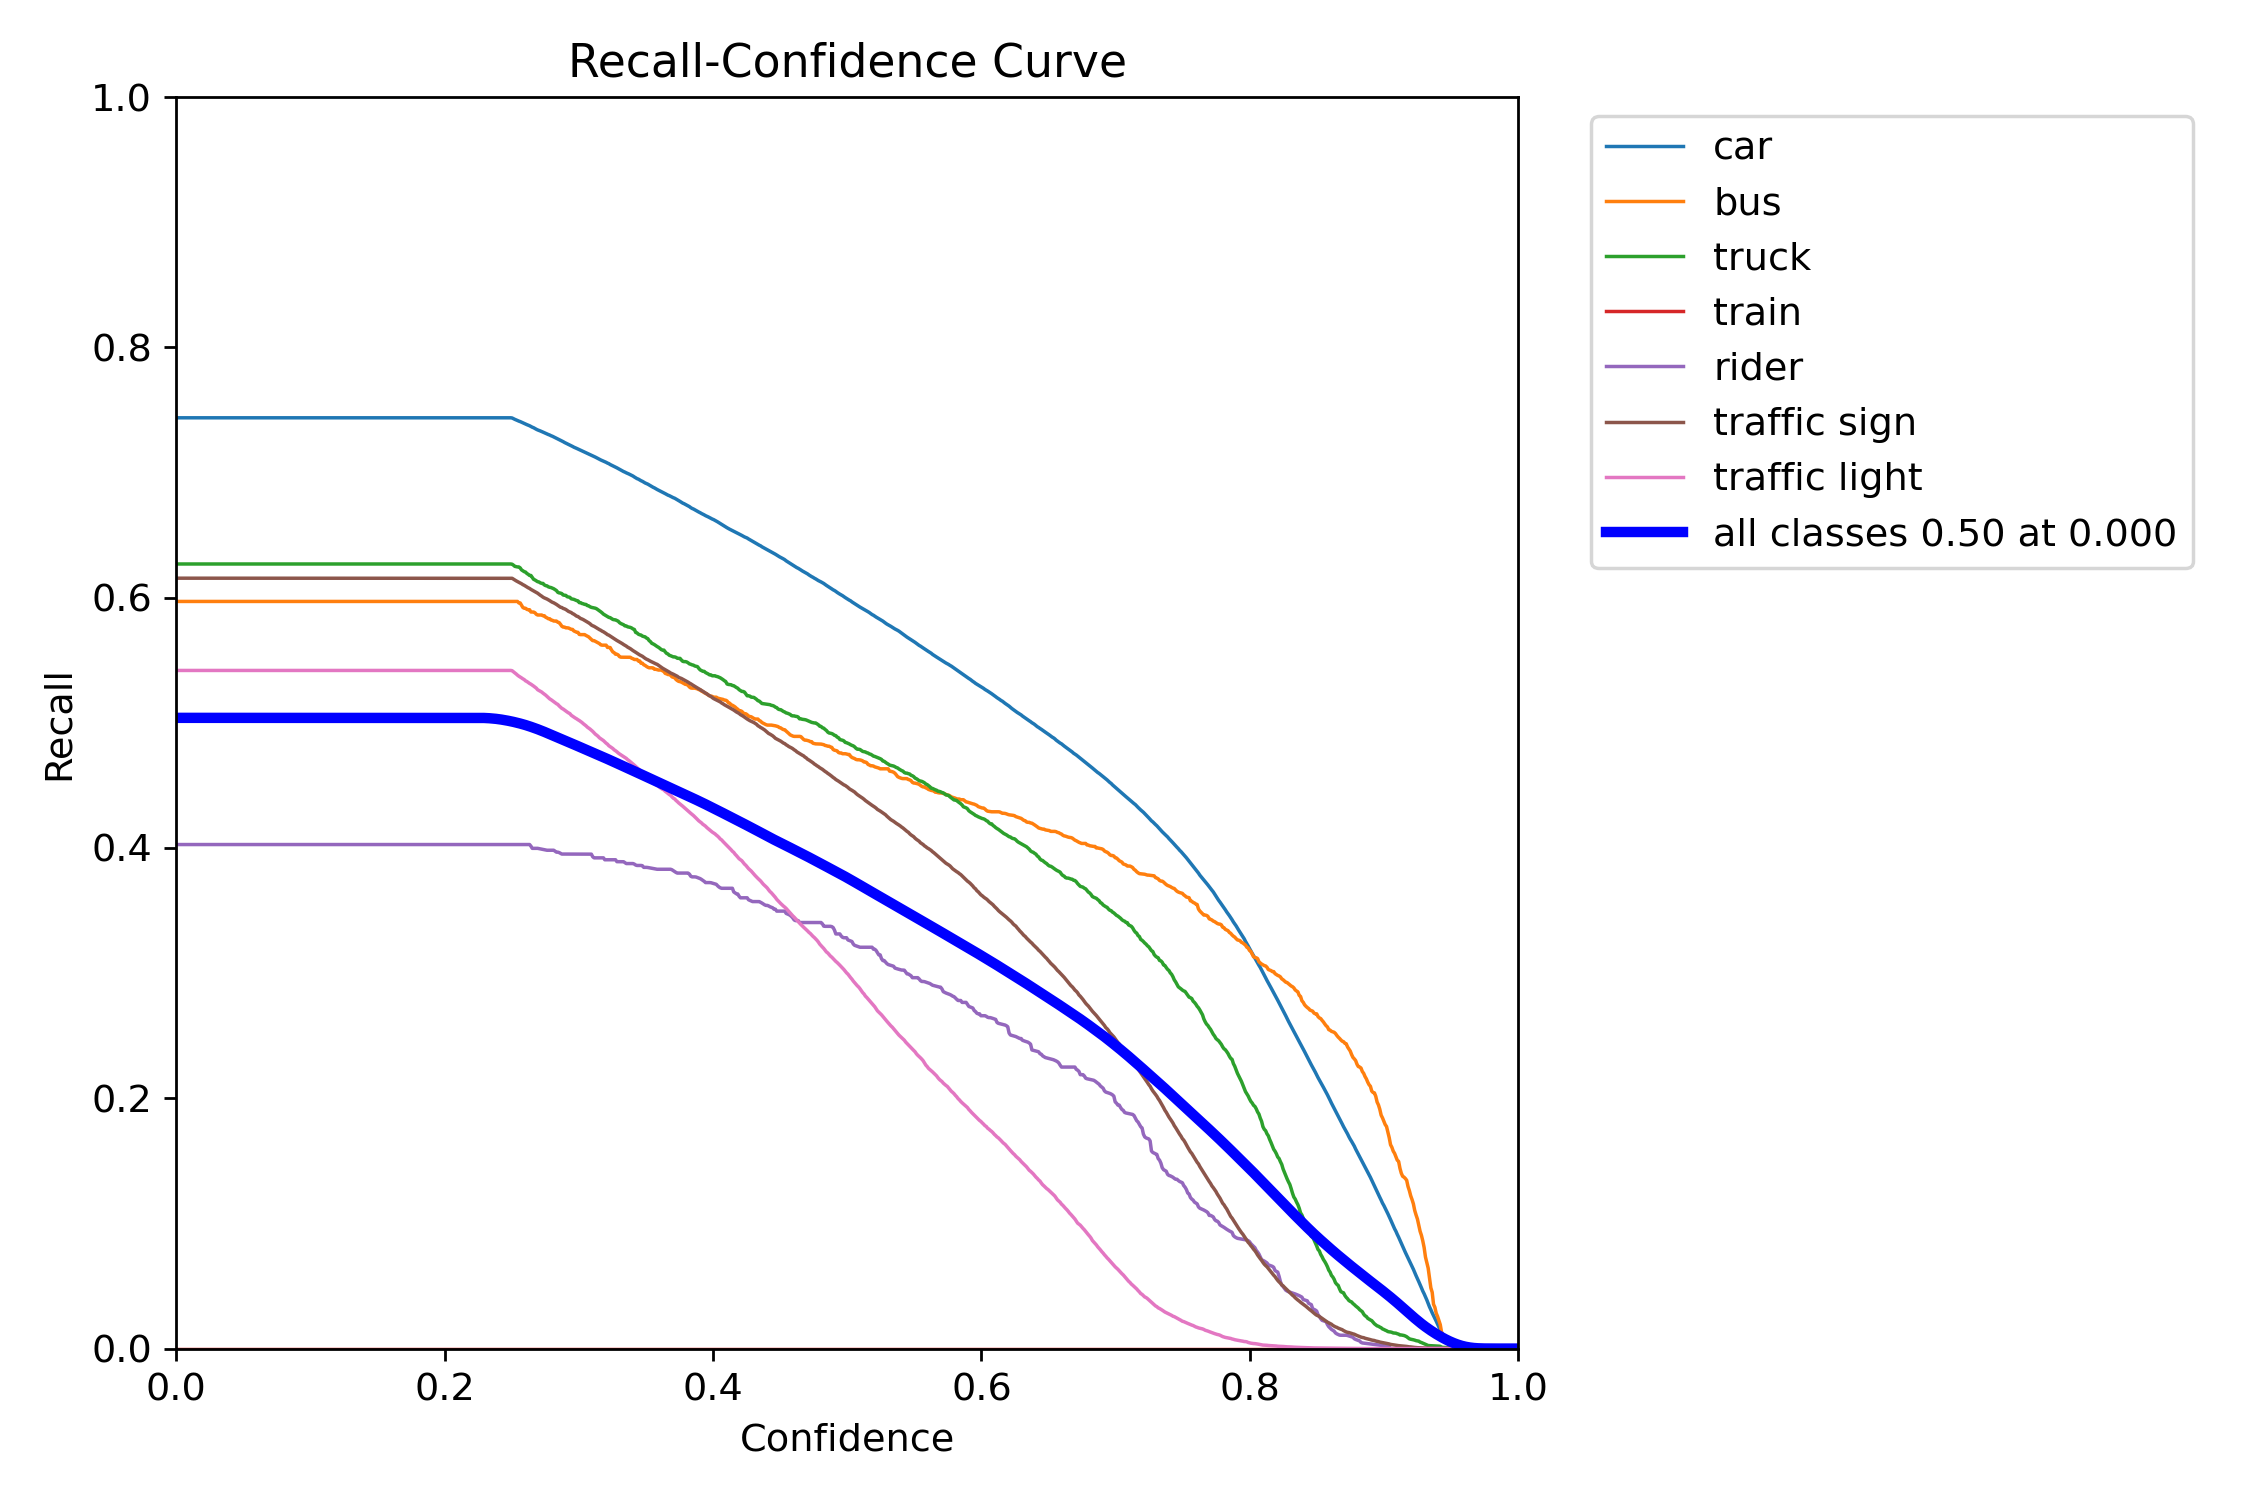 Recall-Confidence Curve
1.0
0.8
0.6
0.4
0.2
0.0
Recall
0.0 0.2 0.4 0.6 0.8 1.0
Confidence
car
bus
truck
train
rider
traffic sign
traffic light
all classes 0.50 at 0.000